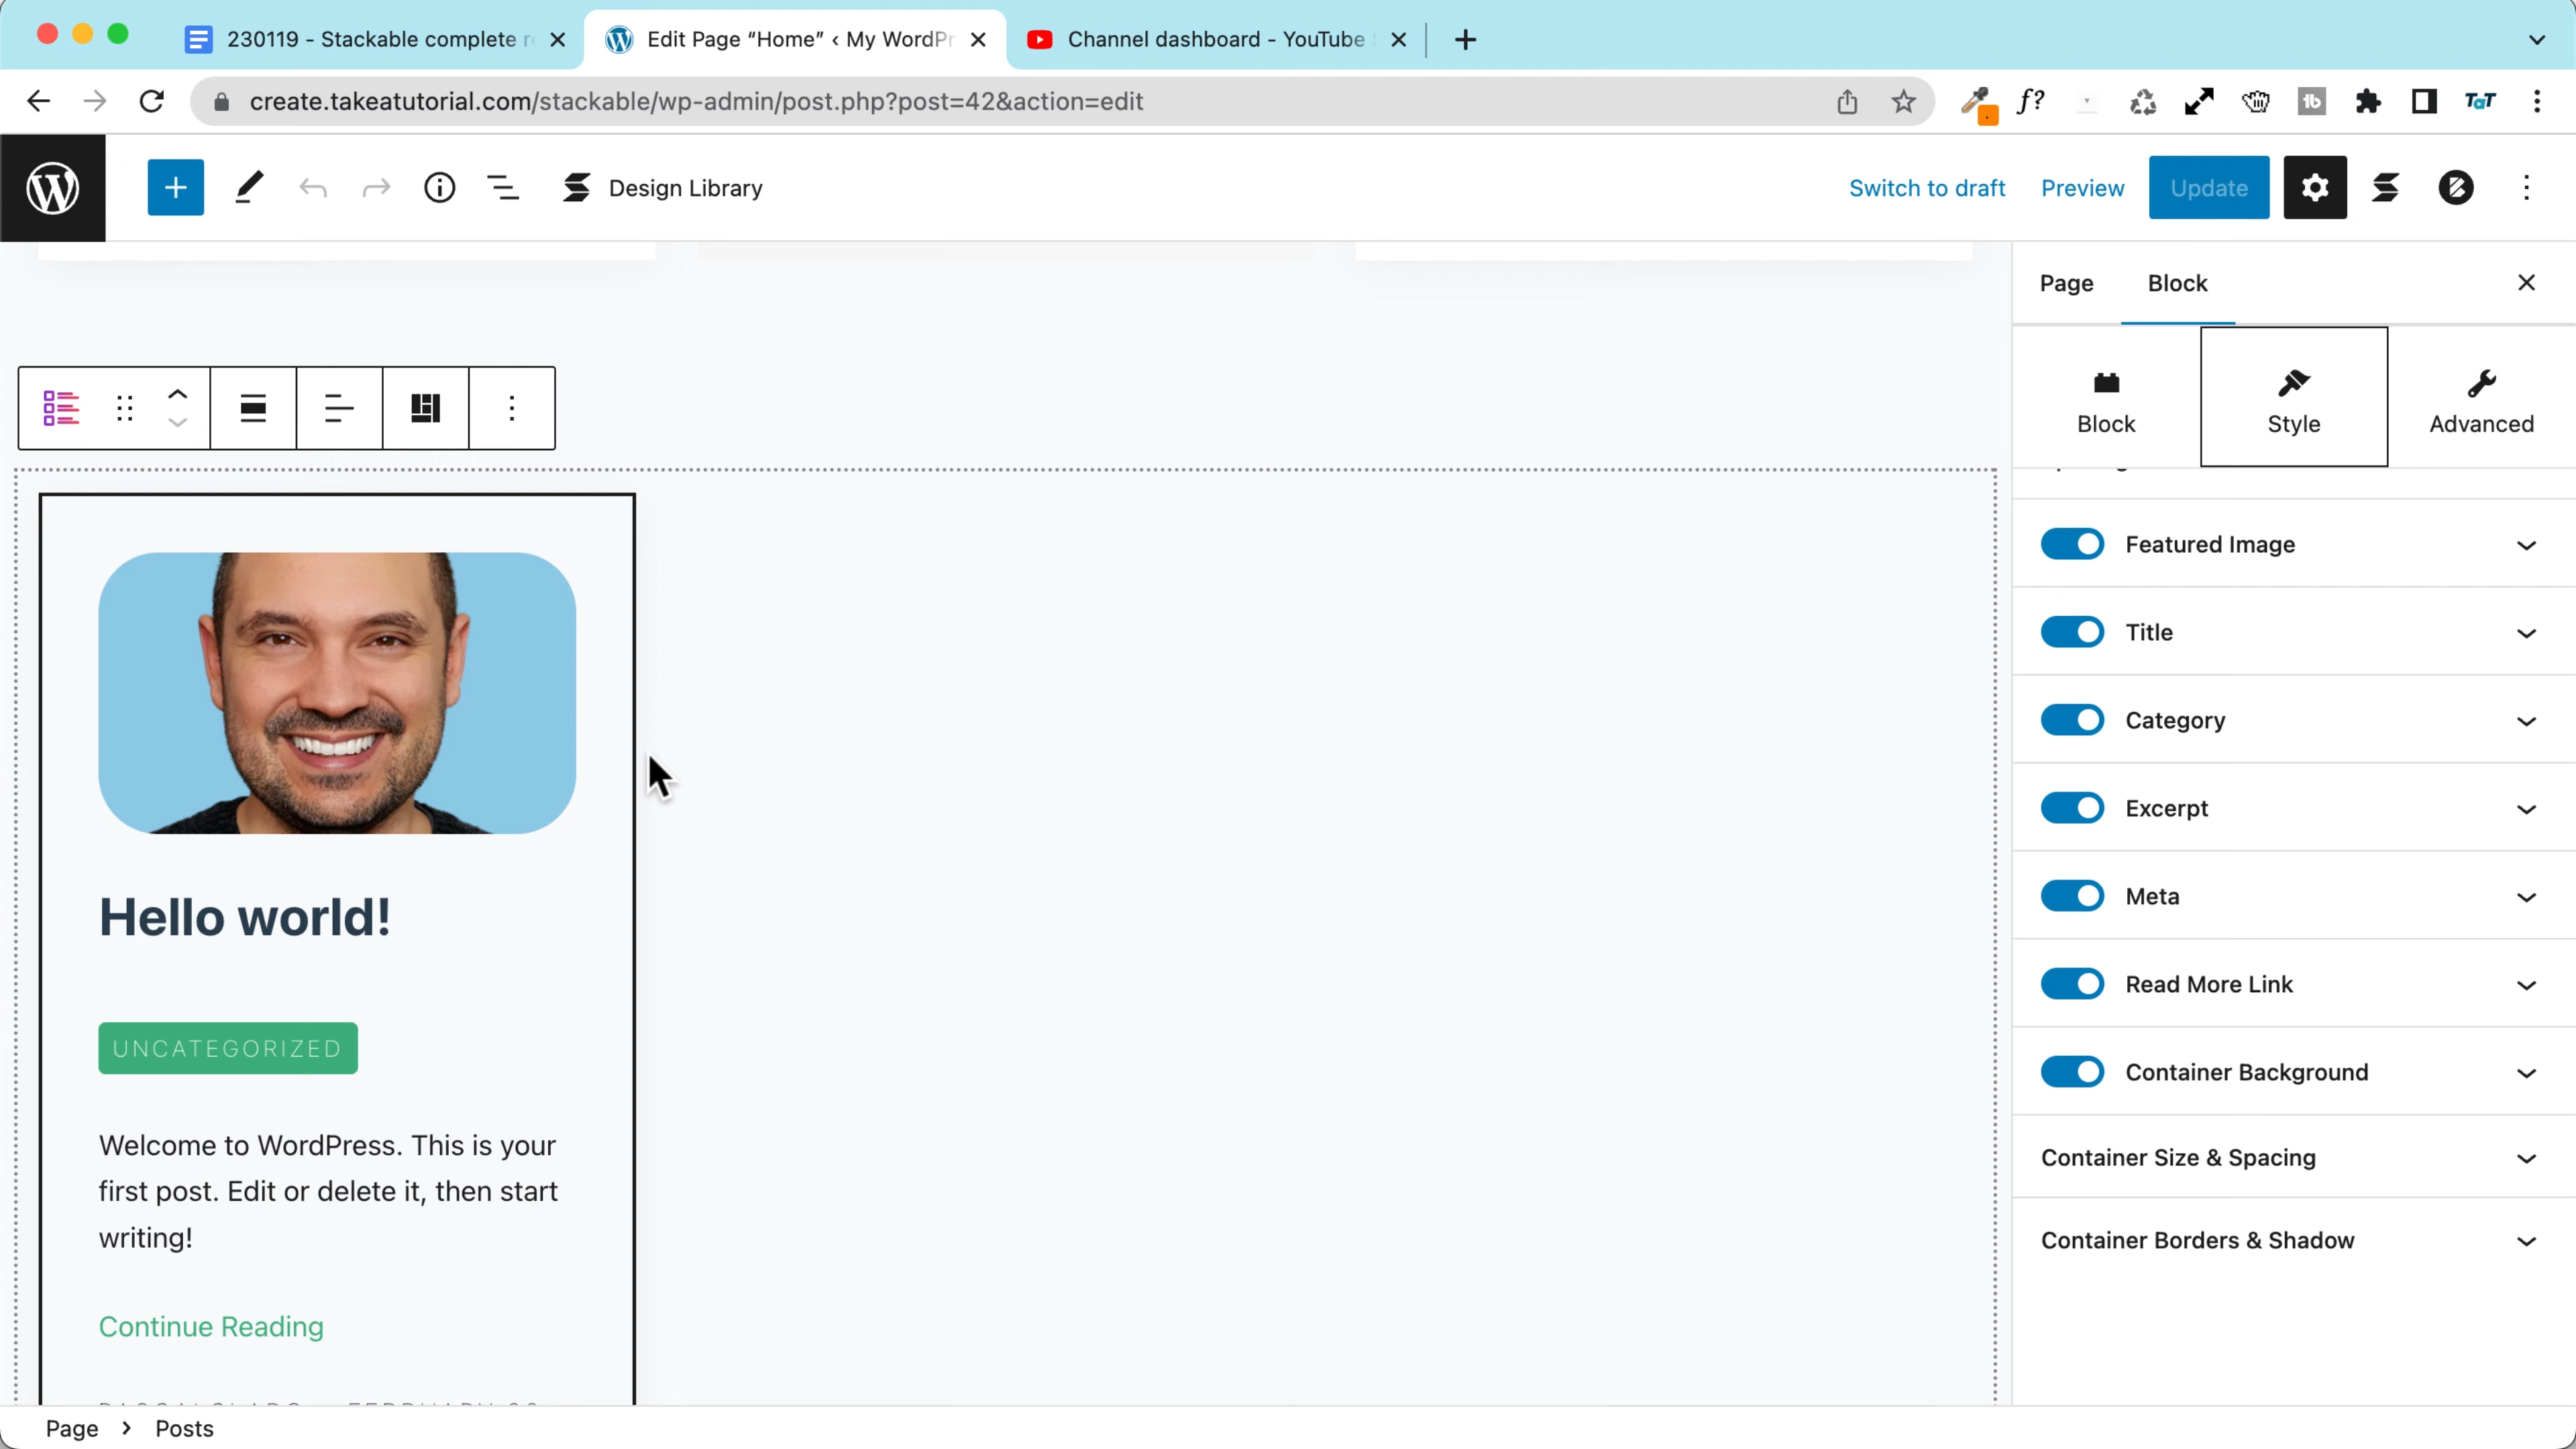 230119 - Stackable complete r
Edit Page “Home” ‹ My WordPr
Channel dashboard - YouTube
create.takeatutorial.com/stackable/wp-admin/post.php?post=42&action=edit
f?
tb
TaT
Design Library
Switch to draft
Preview
Update
Page
Block
Block
Style
Advanced
Featured Image
Title
Category
Excerpt
Meta
Read More Link
Container Background
Container Size & Spacing
Container Borders & Shadow
Hello world!
UNCATEGORIZED
Welcome to WordPress. This is your
first post. Edit or delete it, then start
writing!
Continue Reading
Page › Posts